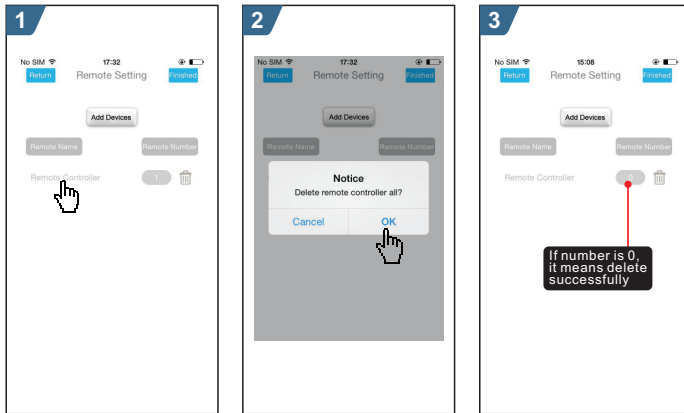 1
No SIM 17:32
Return Remote Setting Finished
Add Devices
Remote Name Remote Number
Remote Controller 1
2
No SIM 17:32
Return Remote Setting Finished
Add Devices
Remote Name Remote Number
Notice
Delete remote controller all?
Cancel OK
3
No SIM 15:08
Return Remote Setting Finished
Add Devices
Remote Name Remote Number
Remote Controller 0
If number is 0,
it means delete
successfully